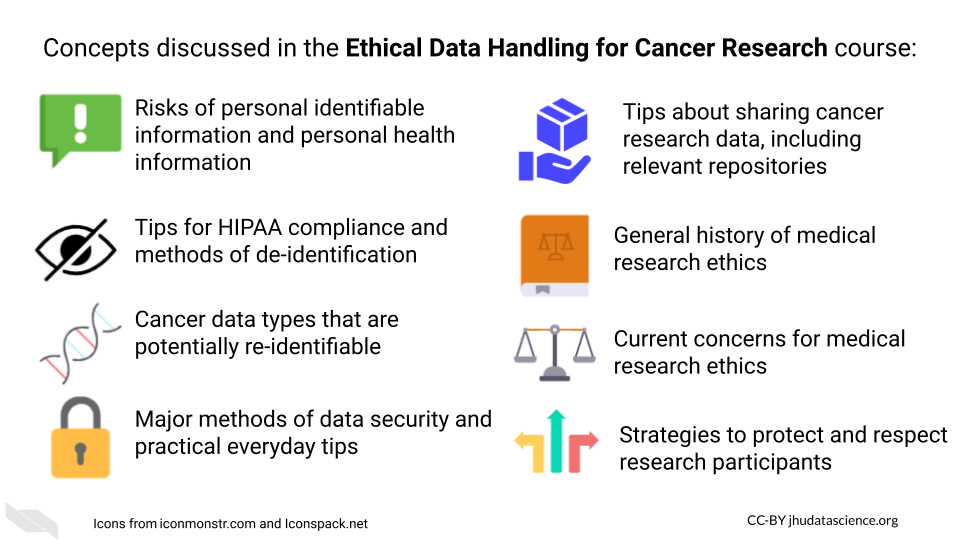 Concepts discussed in the Ethical Data Handling for Cancer Research course:
Risks of personal identifiable
information and personal health
information
Tips for HIPAA compliance and
methods of de-identification
Cancer data types that are
potentially re-identifiable
Major methods of data security and
practical everyday tips
Tips about sharing cancer
research data, including
relevant repositories
General history of medical
research ethics
Current concerns for medical
research ethics
Strategies to protect and respect
research participants
Icons from iconmonstr.com and Iconspack.net
CC-BY jhudatascience.org